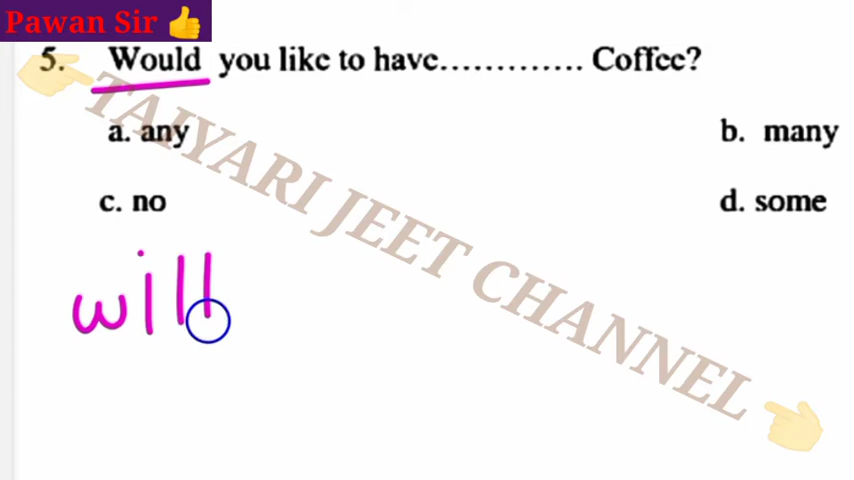 Pawan Sir 👍
5. Would you like to have............. Coffee?
a. any
b. many
c. no
d. some
will
TAIYARI JEET CHANNEL